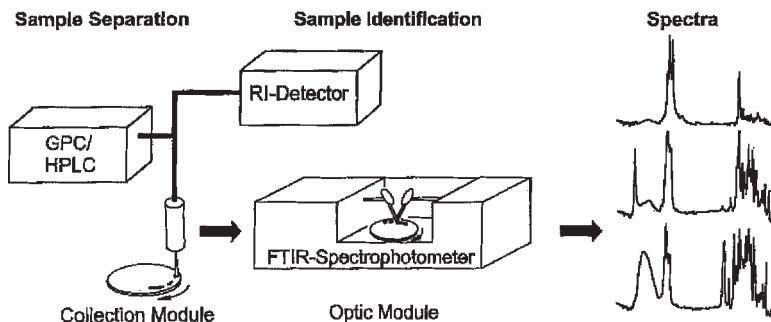 Sample Separation
Sample Identification
Spectra
RI-Detector
GPC/
HPLC
FTIR-Spectrophotometer
Collection Module
Optic Module